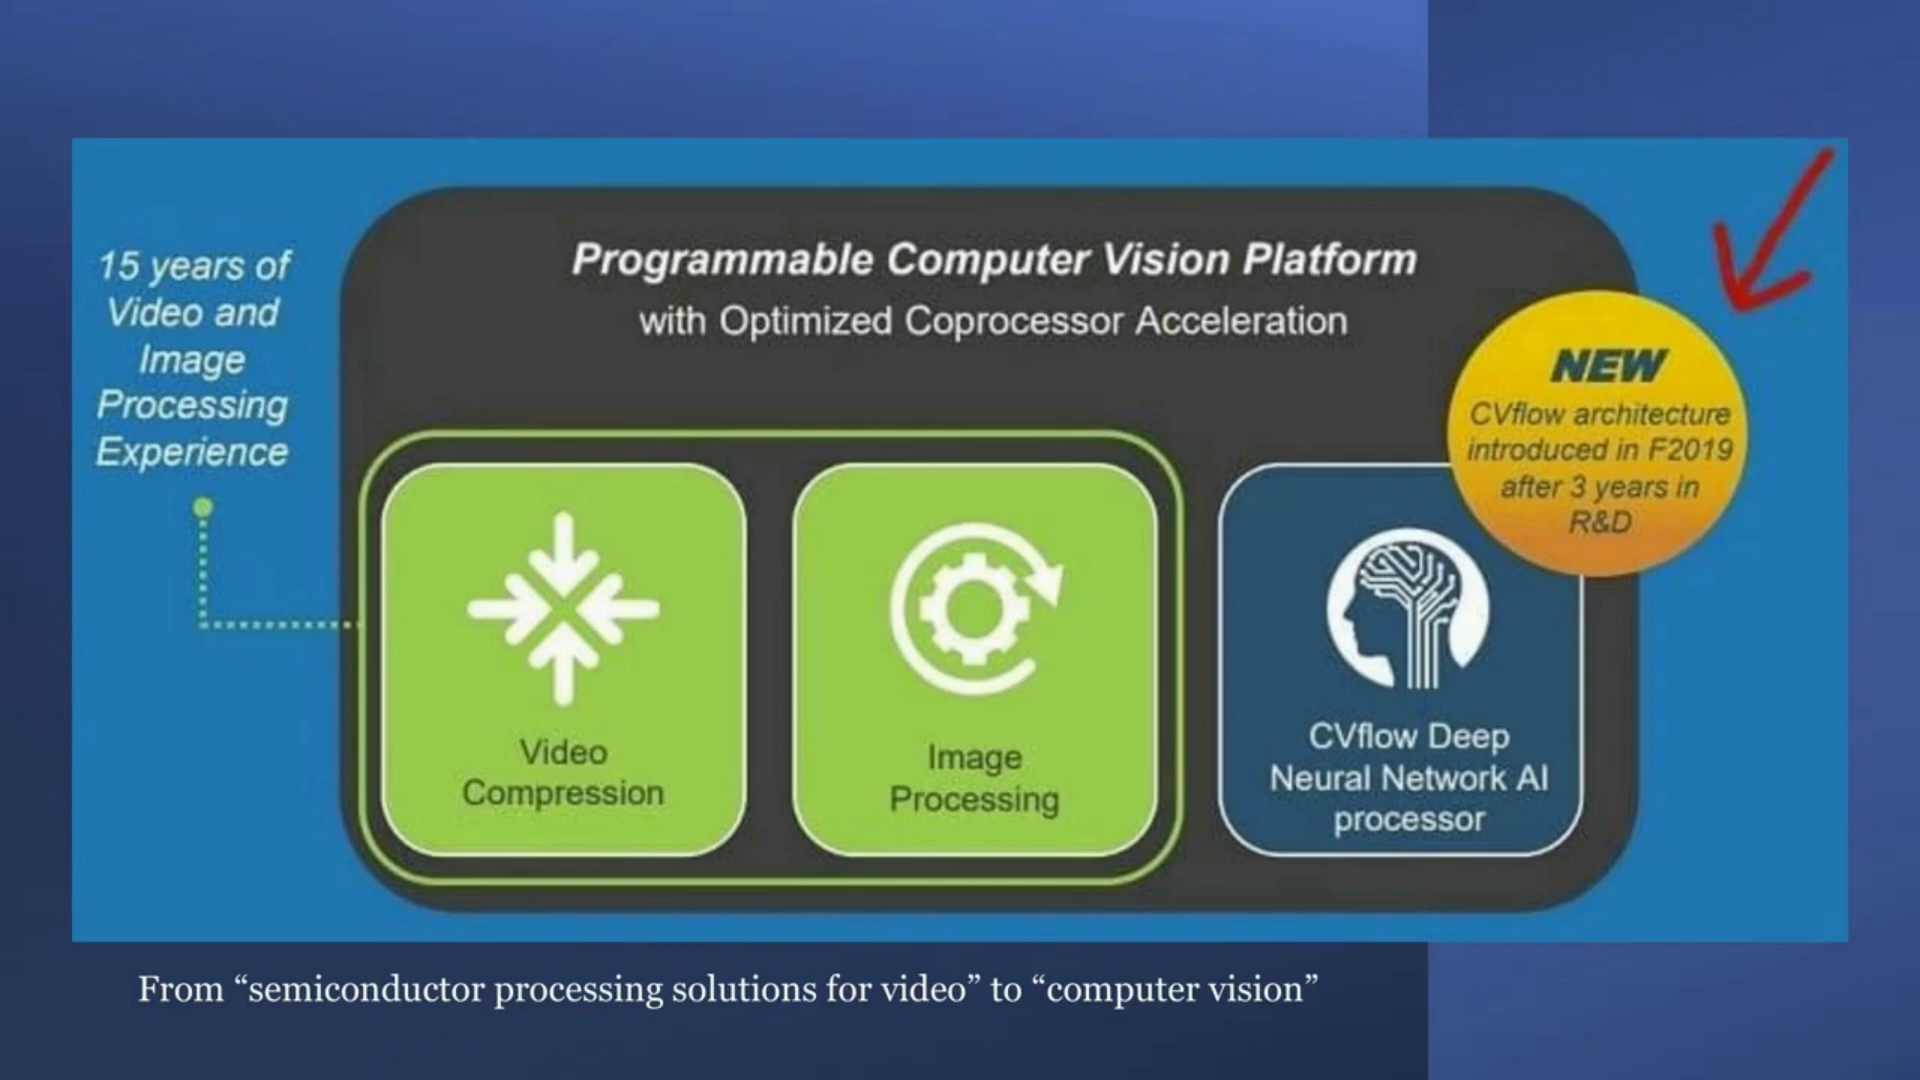 15 years of
Video and
Image
Processing
Experience
Programmable Computer Vision Platform
with Optimized Coprocessor Acceleration
NEW
CVflow architecture
introduced in F2019
after 3 years in
R&D
Video
Compression
Image
Processing
CVflow Deep
Neural Network AI
processor
From “semiconductor processing solutions for video” to “computer vision”